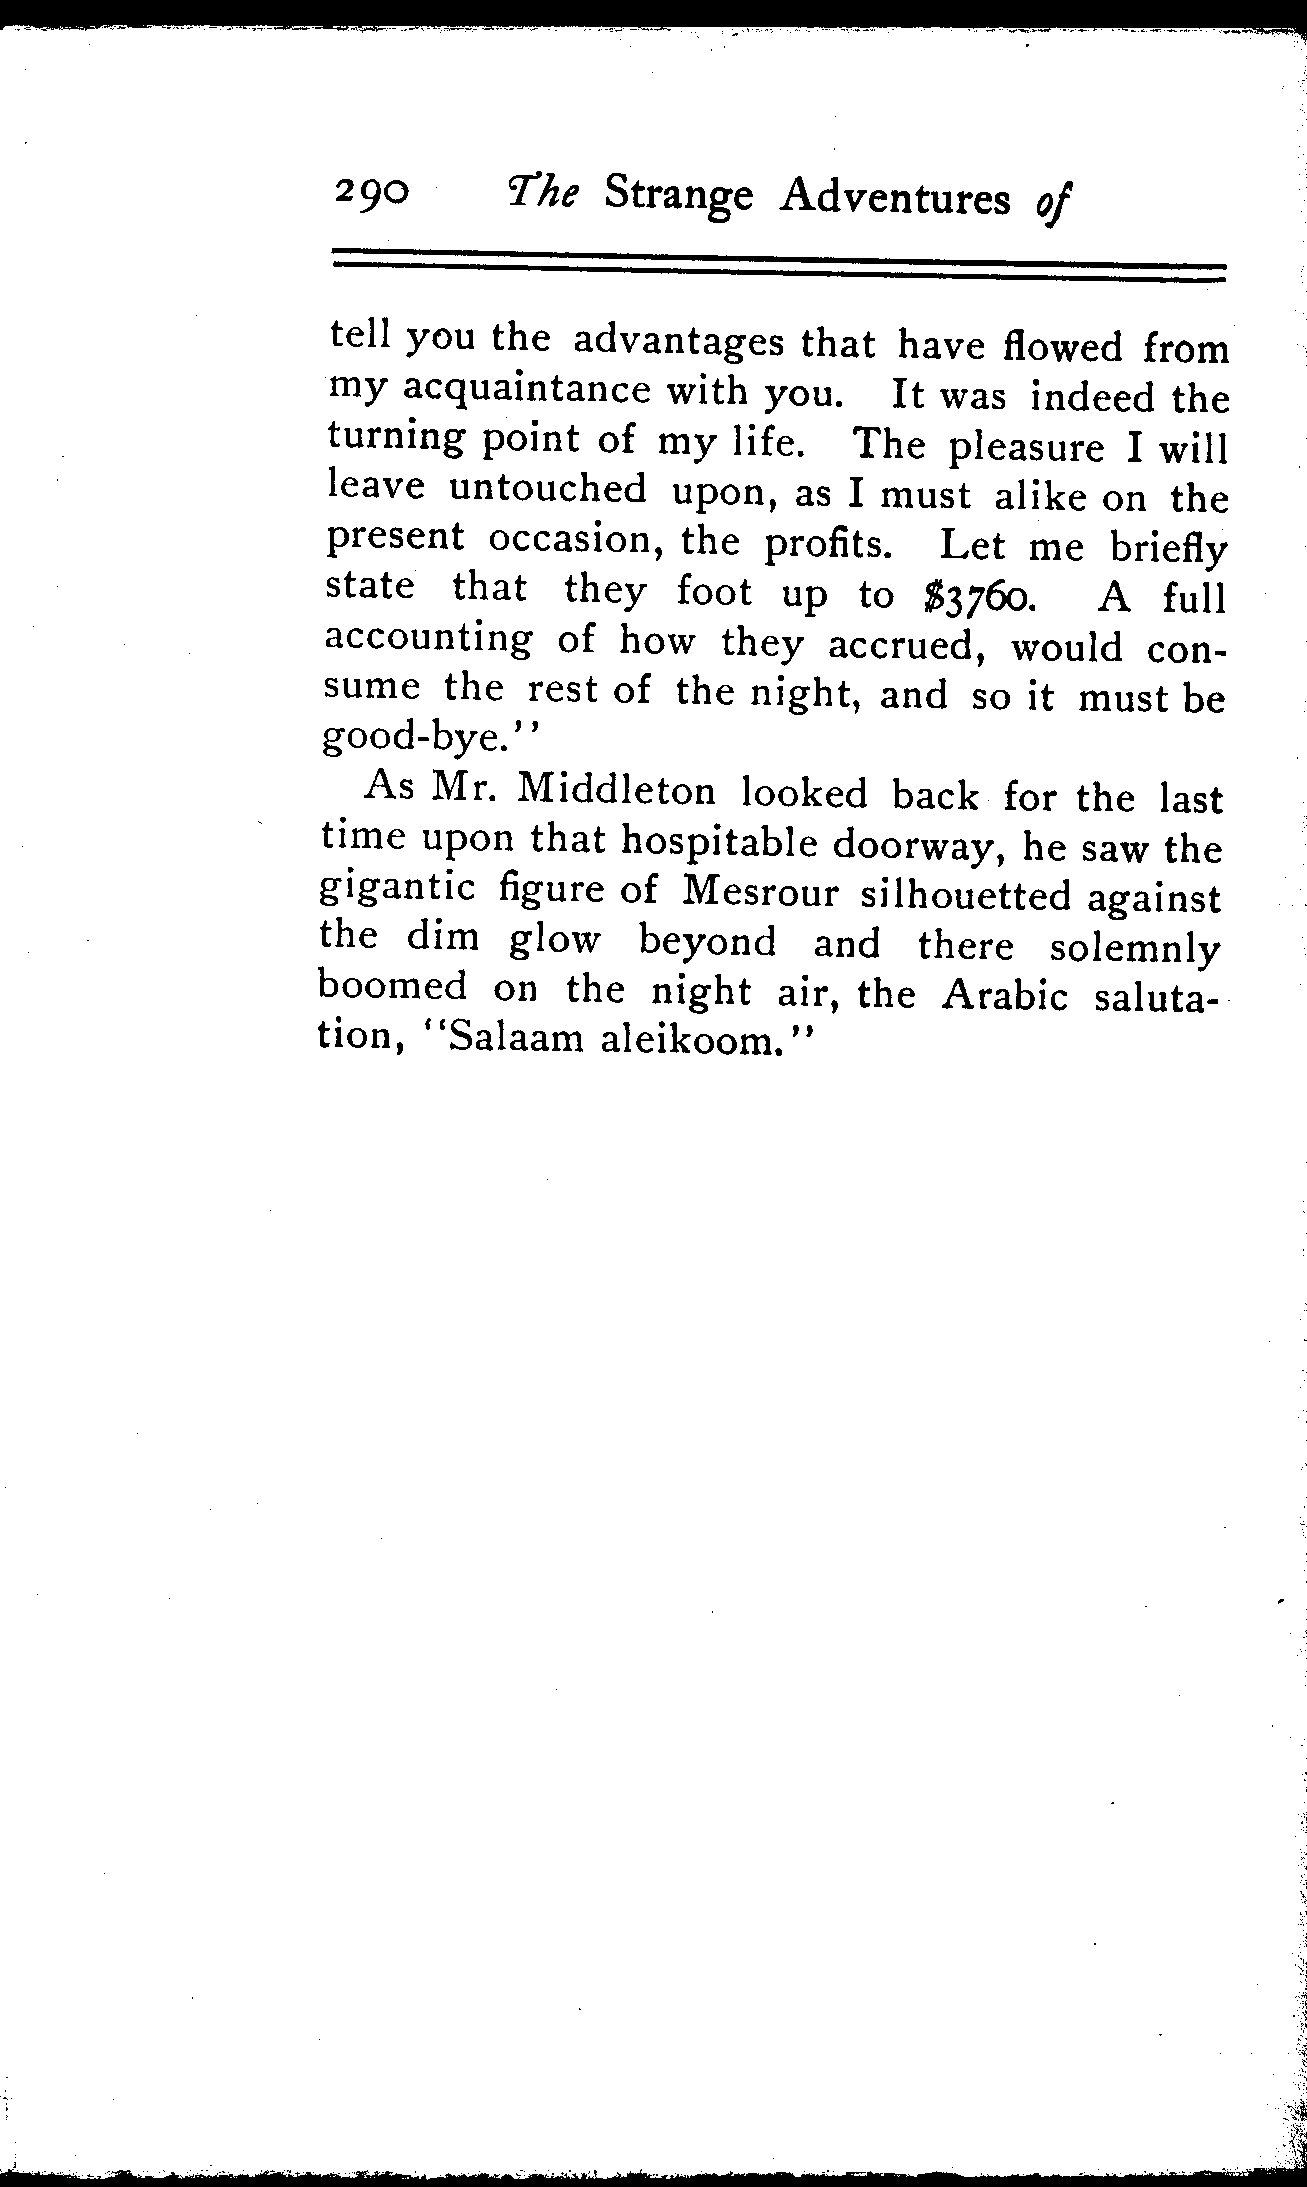 290 The Strange Adventures of
tell you the advantages that have flowed from
my acquaintance with you. It was indeed the
turning point of my life. The pleasure I will
leave untouched upon, as I must alike on the
present occasion, the profits. Let me briefly
state that they foot up to $3760. A full
accounting of how they accrued, would con-
sume the rest of the night, and so it must be
good-bye.''
As Mr. Middleton looked back for the last
time upon that hospitable doorway, he saw the
gigantic figure of Mesrour silhouetted against
the dim glow beyond and there solemnly
boomed on the night air, the Arabic saluta-
tion, ''Salaam aleikoom.''